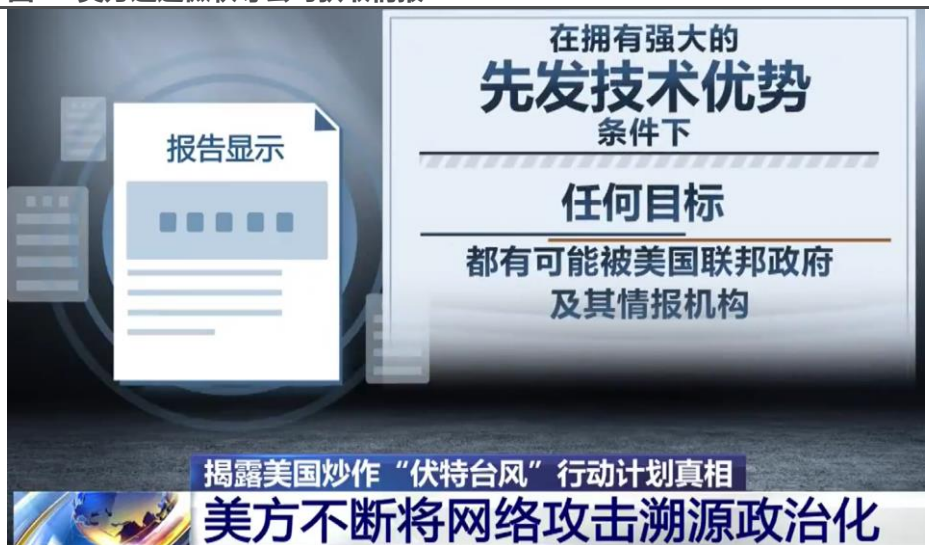 在拥有强大的
先发技术优势
条件下
报告显示
任何目标
都有可能被美国联邦政府
及其情报机构
揭露美国炒作“伏特台风”行动计划真相
美方不断将网络攻击溯源政治化